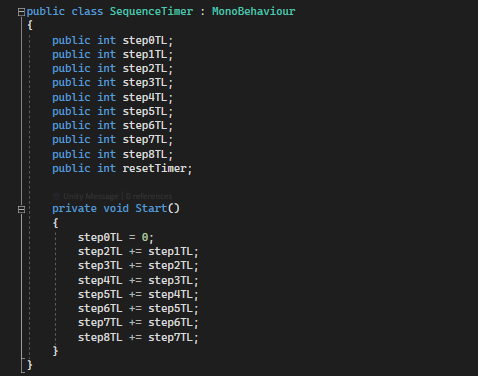 public class SequenceTimer : MonoBehaviour
{
public int step0TL;
public int step1TL;
public int step2TL;
public int step3TL;
public int step4TL;
public int step5TL;
public int step6TL;
public int step7TL;
public int step8TL;
public int resetTimer;
Unity Message | 0 references
private void Start()
{
step0TL = 0;
step2TL += step1TL;
step3TL += step2TL;
step4TL += step3TL;
step5TL += step4TL;
step6TL += step5TL;
step7TL += step6TL;
step8TL += step7TL;
}
}